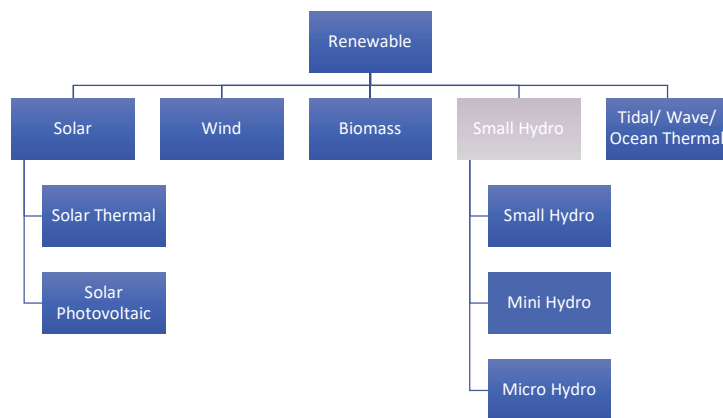 Renewable
Solar
Wind
Biomass
Small Hydro
Tidal/ Wave/
Ocean Thermal
Solar Thermal
Solar
Photovoltaic
Small Hydro
Mini Hydro
Micro Hydro